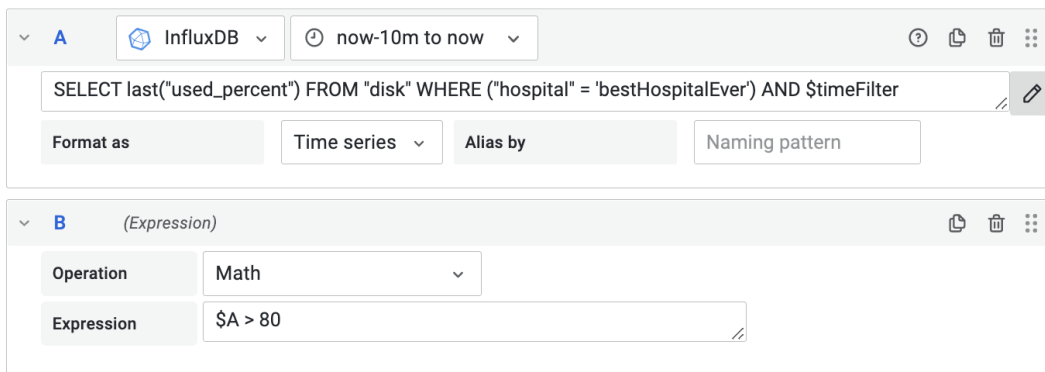 A InfluxDB now-10m to now
SELECT last("used_percent") FROM "disk" WHERE ("hospital" = 'bestHospitalEver') AND $timeFilter
Format as Time series Alias by Naming pattern
B (Expression)
Operation Math
Expression $A > 80